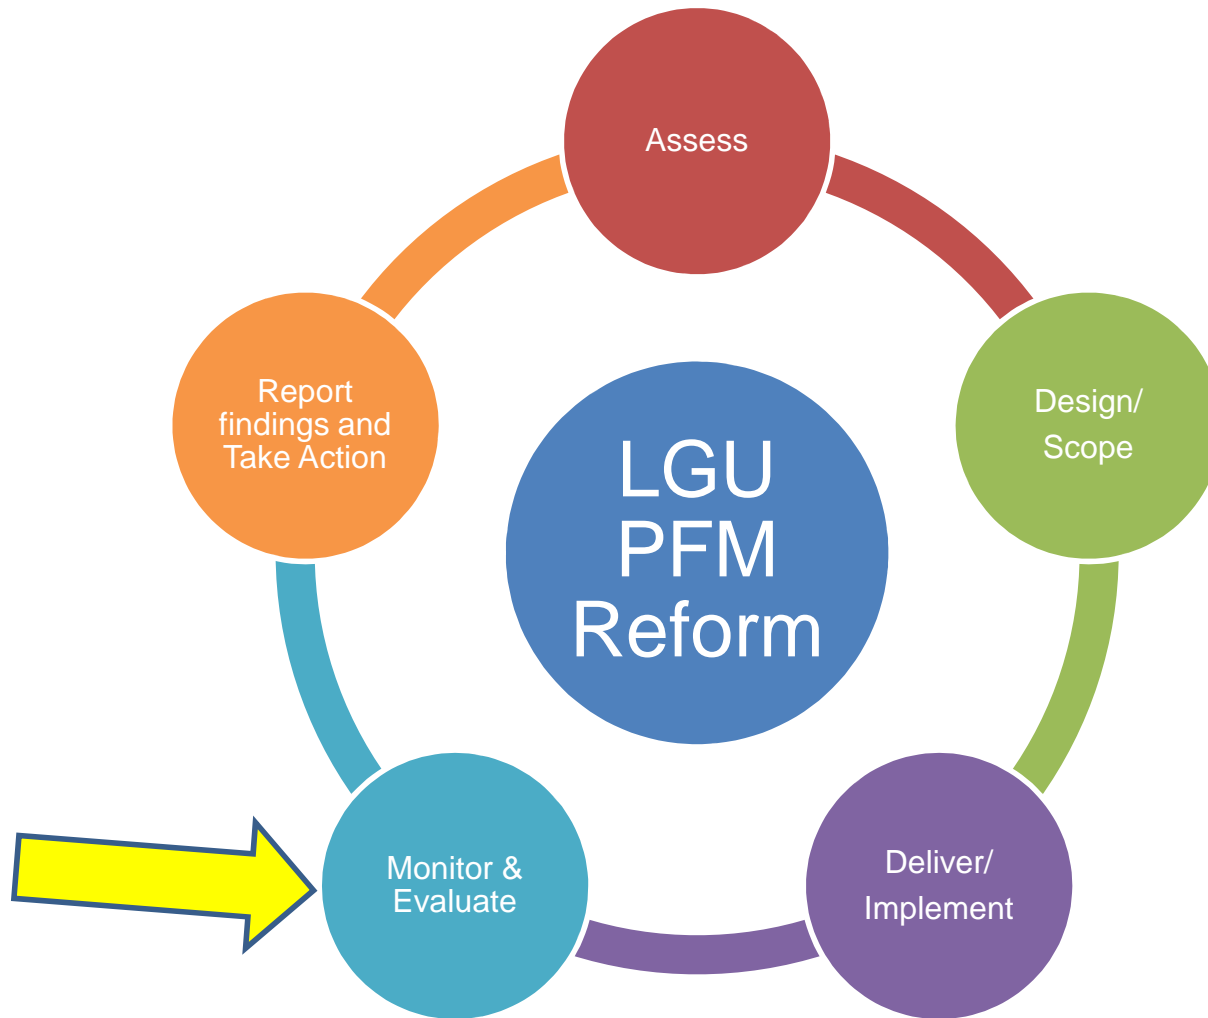 Assess
Design/
Scope
Deliver/
Implement
Monitor &
Evaluate
Report
findings and
Take Action
LGU
PFM
Reform